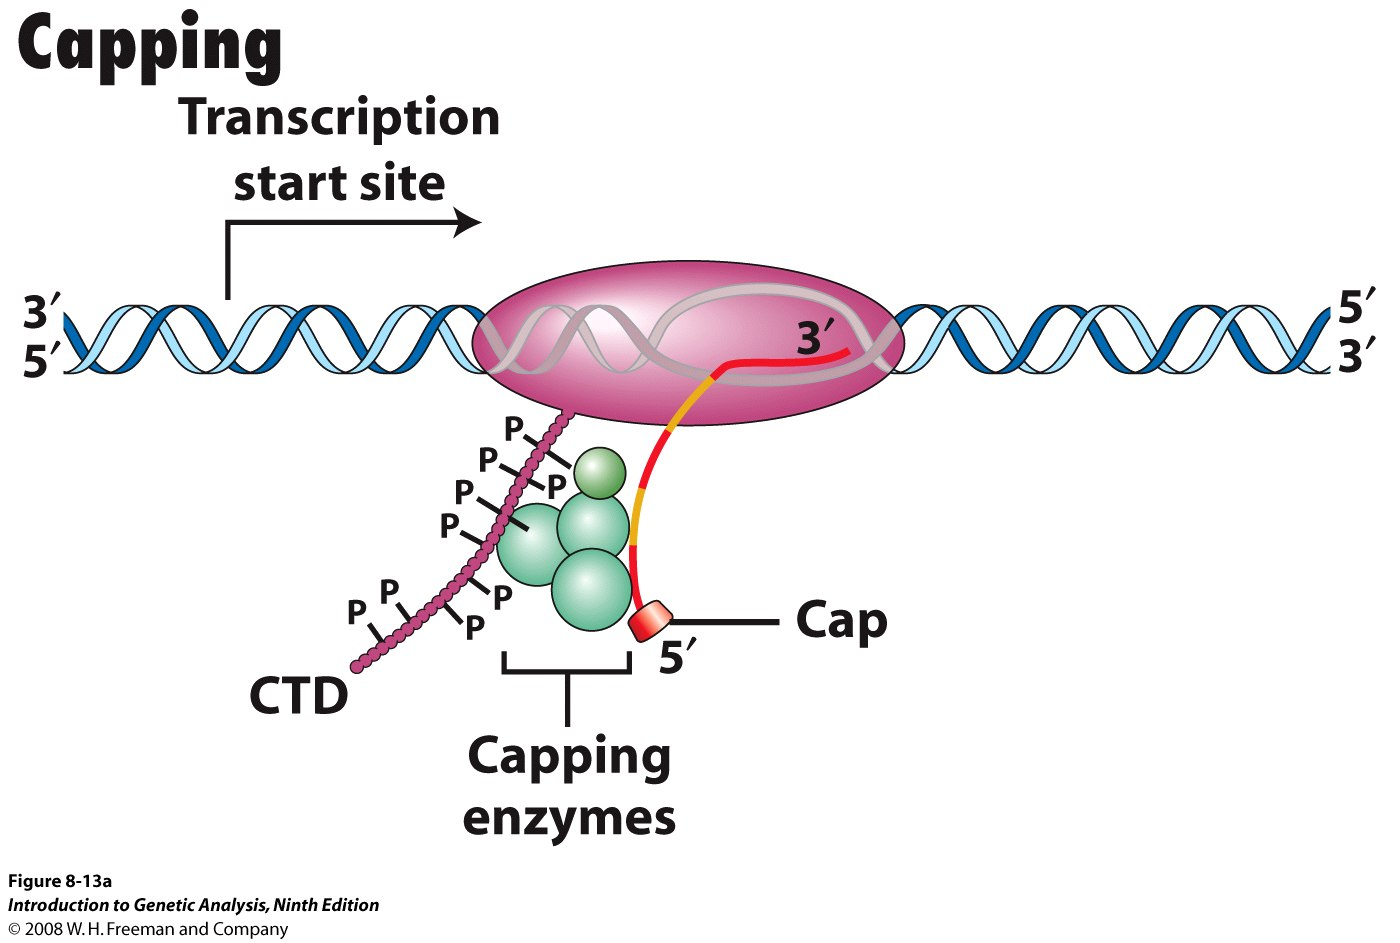 Capping
Transcription
start site
3′
5′
5′
3′
3′
P
P
P
P
P
P
P
P
P
P
5′
Cap
CTD
Capping
enzymes
Figure 8-13a
Introduction to Genetic Analysis, Ninth Edition
© 2008 W. H. Freeman and Company